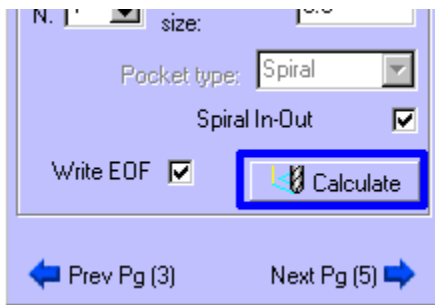 N.
size:
Pocket type: Spiral
Spiral In-Out
Write EOF Calculate
Prev Pg (3) Next Pg (5)